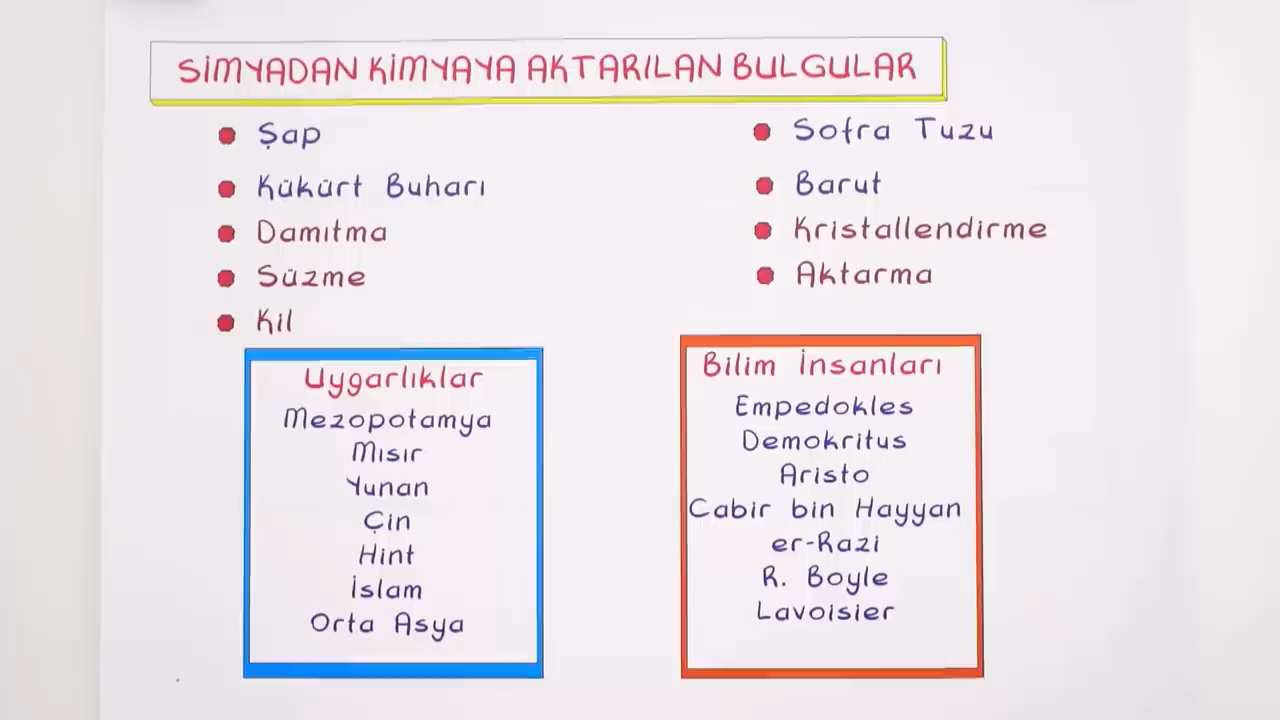 SİMYADAN KİMYAYA AKTARILAN BULGULAR
Şap
Kükürt Buharı
Damıtma
Süzme
Kil
Sofra Tuzu
Barut
Kristallendirme
Aktarma
Uygarlıklar
Mezopotamya
Mısır
Yunan
Çin
Hint
İslam
Orta Asya
Bilim İnsanları
Empedokles
Demokritus
Aristo
Cabir bin Hayyan
er-Razi
R. Boyle
Lavoisier